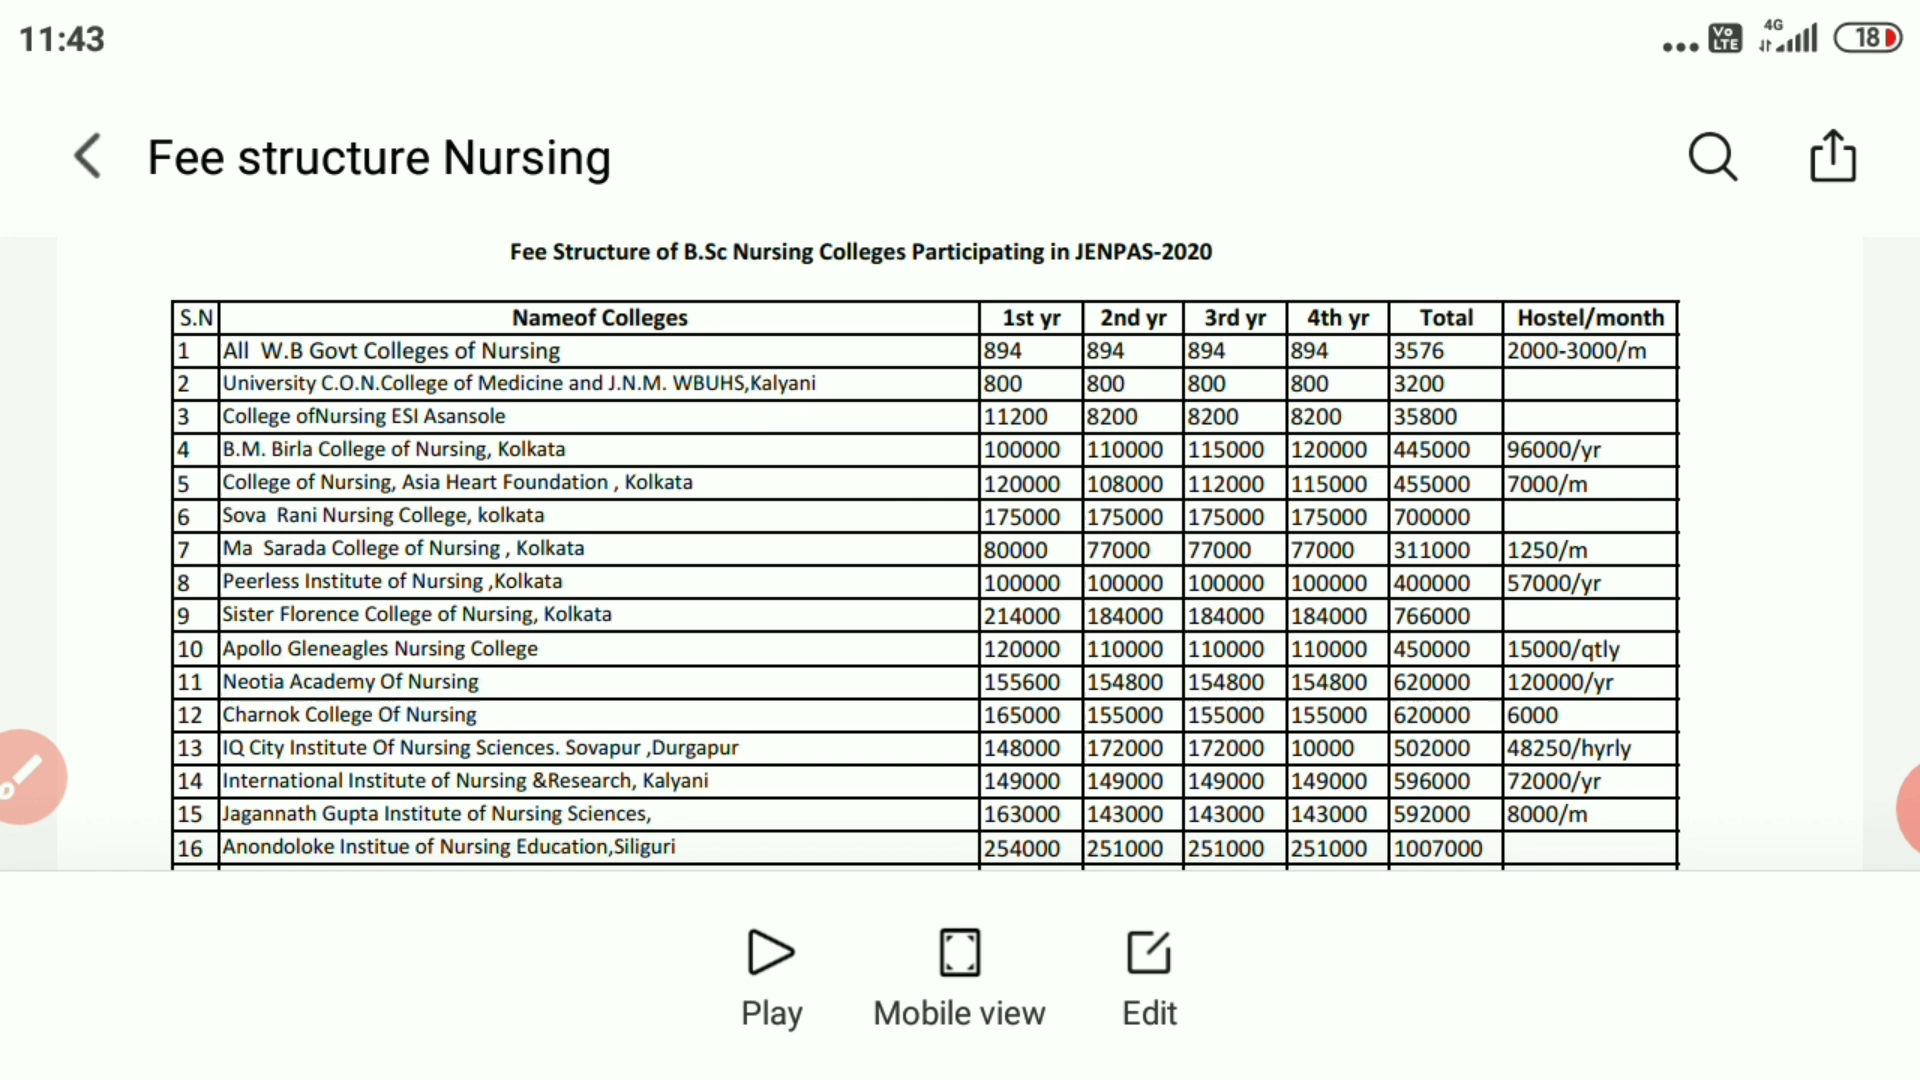 11:43
Vo LTE 4G 18
Fee structure Nursing
Fee Structure of B.Sc Nursing Colleges Participating in JENPAS-2020
S.N Nameof Colleges 1st yr 2nd yr 3rd yr 4th yr Total Hostel/month
1 All W.B Govt Colleges of Nursing 894 894 894 894 3576 2000-3000/m
2 University C.O.N.College of Medicine and J.N.M. WBUHS,Kalyani 800 800 800 800 3200
3 College ofNursing ESI Asansole 11200 8200 8200 8200 35800
4 B.M. Birla College of Nursing, Kolkata 100000 110000 115000 120000 445000 96000/yr
5 College of Nursing, Asia Heart Foundation , Kolkata 120000 108000 112000 115000 455000 7000/m
6 Sova Rani Nursing College, kolkata 175000 175000 175000 175000 700000
7 Ma Sarada College of Nursing , Kolkata 80000 77000 77000 77000 311000 1250/m
8 Peerless Institute of Nursing ,Kolkata 100000 100000 100000 100000 400000 57000/yr
9 Sister Florence College of Nursing, Kolkata 214000 184000 184000 184000 766000
10 Apollo Gleneagles Nursing College 120000 110000 110000 110000 450000 15000/qtly
11 Neotia Academy Of Nursing 155600 154800 154800 154800 620000 120000/yr
12 Charnok College Of Nursing 165000 155000 155000 155000 620000 6000
13 IQ City Institute Of Nursing Sciences. Sovapur ,Durgapur 148000 172000 172000 10000 502000 48250/hyrly
14 International Institute of Nursing &Research, Kalyani 149000 149000 149000 149000 596000 72000/yr
15 Jagannath Gupta Institute of Nursing Sciences, 163000 143000 143000 143000 592000 8000/m
16 Anondoloke Institue of Nursing Education,Siliguri 254000 251000 251000 251000 1007000
Play Mobile view Edit